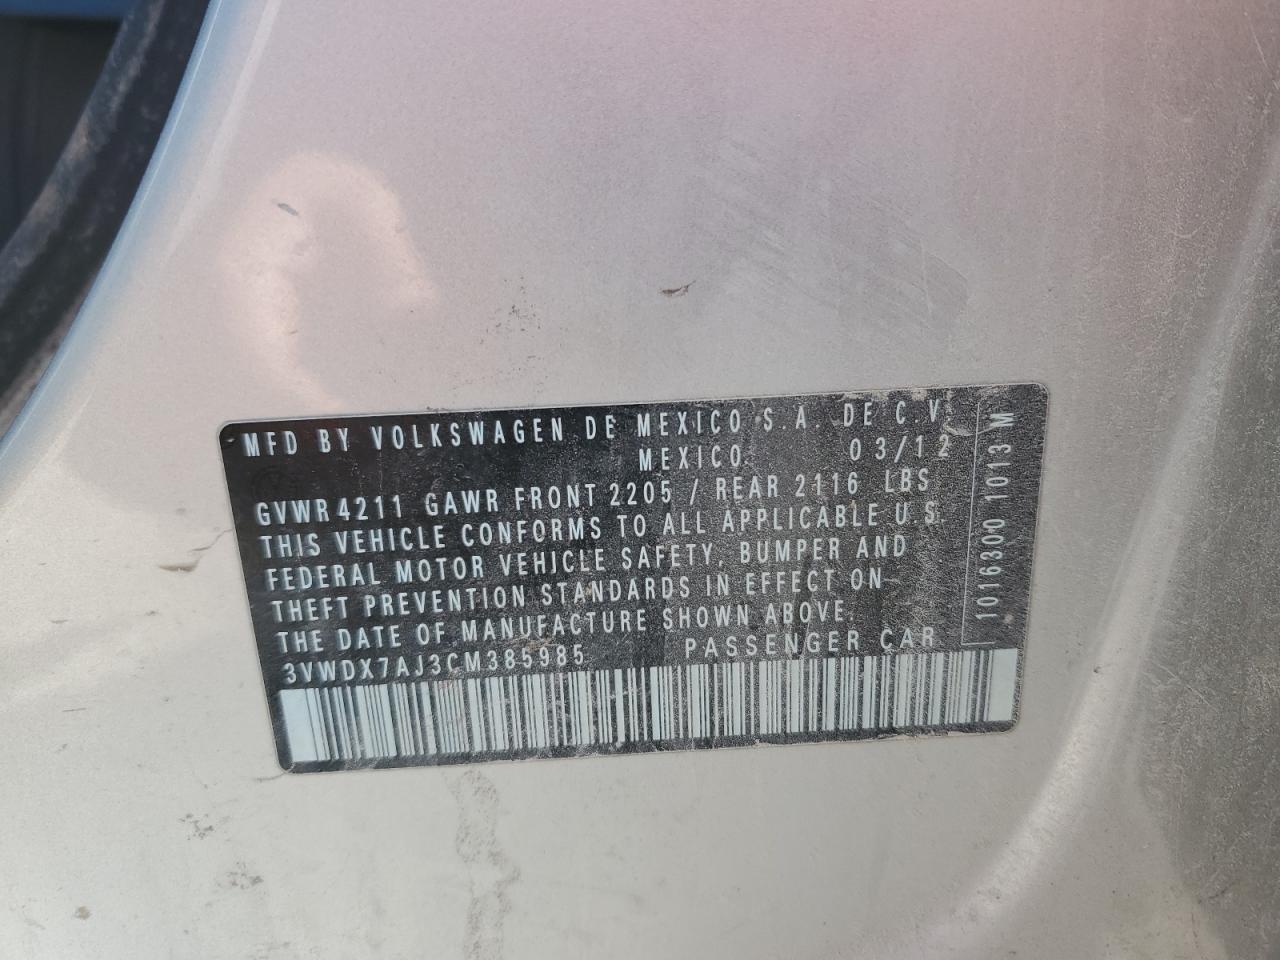 MFD BY VOLKSWAGEN DE MEXICO S.A. DE C.V.
MEXICO 03/12
GVWR 4211 GAWR FRONT 2205 / REAR 2116 LBS
THIS VEHICLE CONFORMS TO ALL APPLICABLE U.S.
FEDERAL MOTOR VEHICLE SAFETY, BUMPER AND
THEFT PREVENTION STANDARDS IN EFFECT ON
THE DATE OF MANUFACTURE SHOWN ABOVE.
3VWDX7AJ3CM385985 PASSENGER CAR
1016300 1013 M